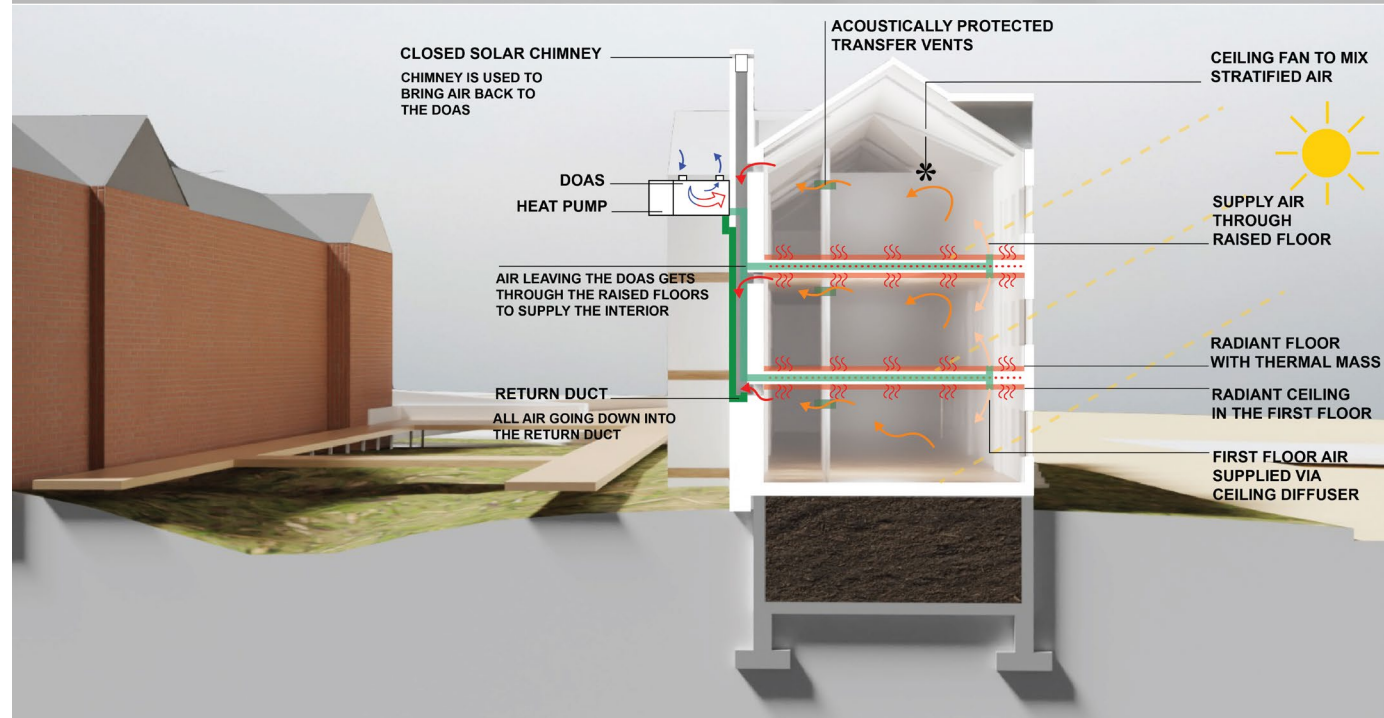 CLOSED SOLAR CHIMNEY
CHIMNEY IS USED TO
BRING AIR BACK TO
THE DOAS
DOAS
HEAT PUMP
AIR LEAVING THE DOAS GETS
THROUGH THE RAISED FLOORS
TO SUPPLY THE INTERIOR
RETURN DUCT
ALL AIR GOING DOWN INTO
THE RETURN DUCT
ACOUSTICALLY PROTECTED
TRANSFER VENTS
CEILING FAN TO MIX
STRATIFIED AIR
SUPPLY AIR
THROUGH
RAISED FLOOR
RADIANT FLOOR
WITH THERMAL MASS
RADIANT CEILING
IN THE FIRST FLOOR
FIRST FLOOR AIR
SUPPLIED VIA
CEILING DIFFUSER